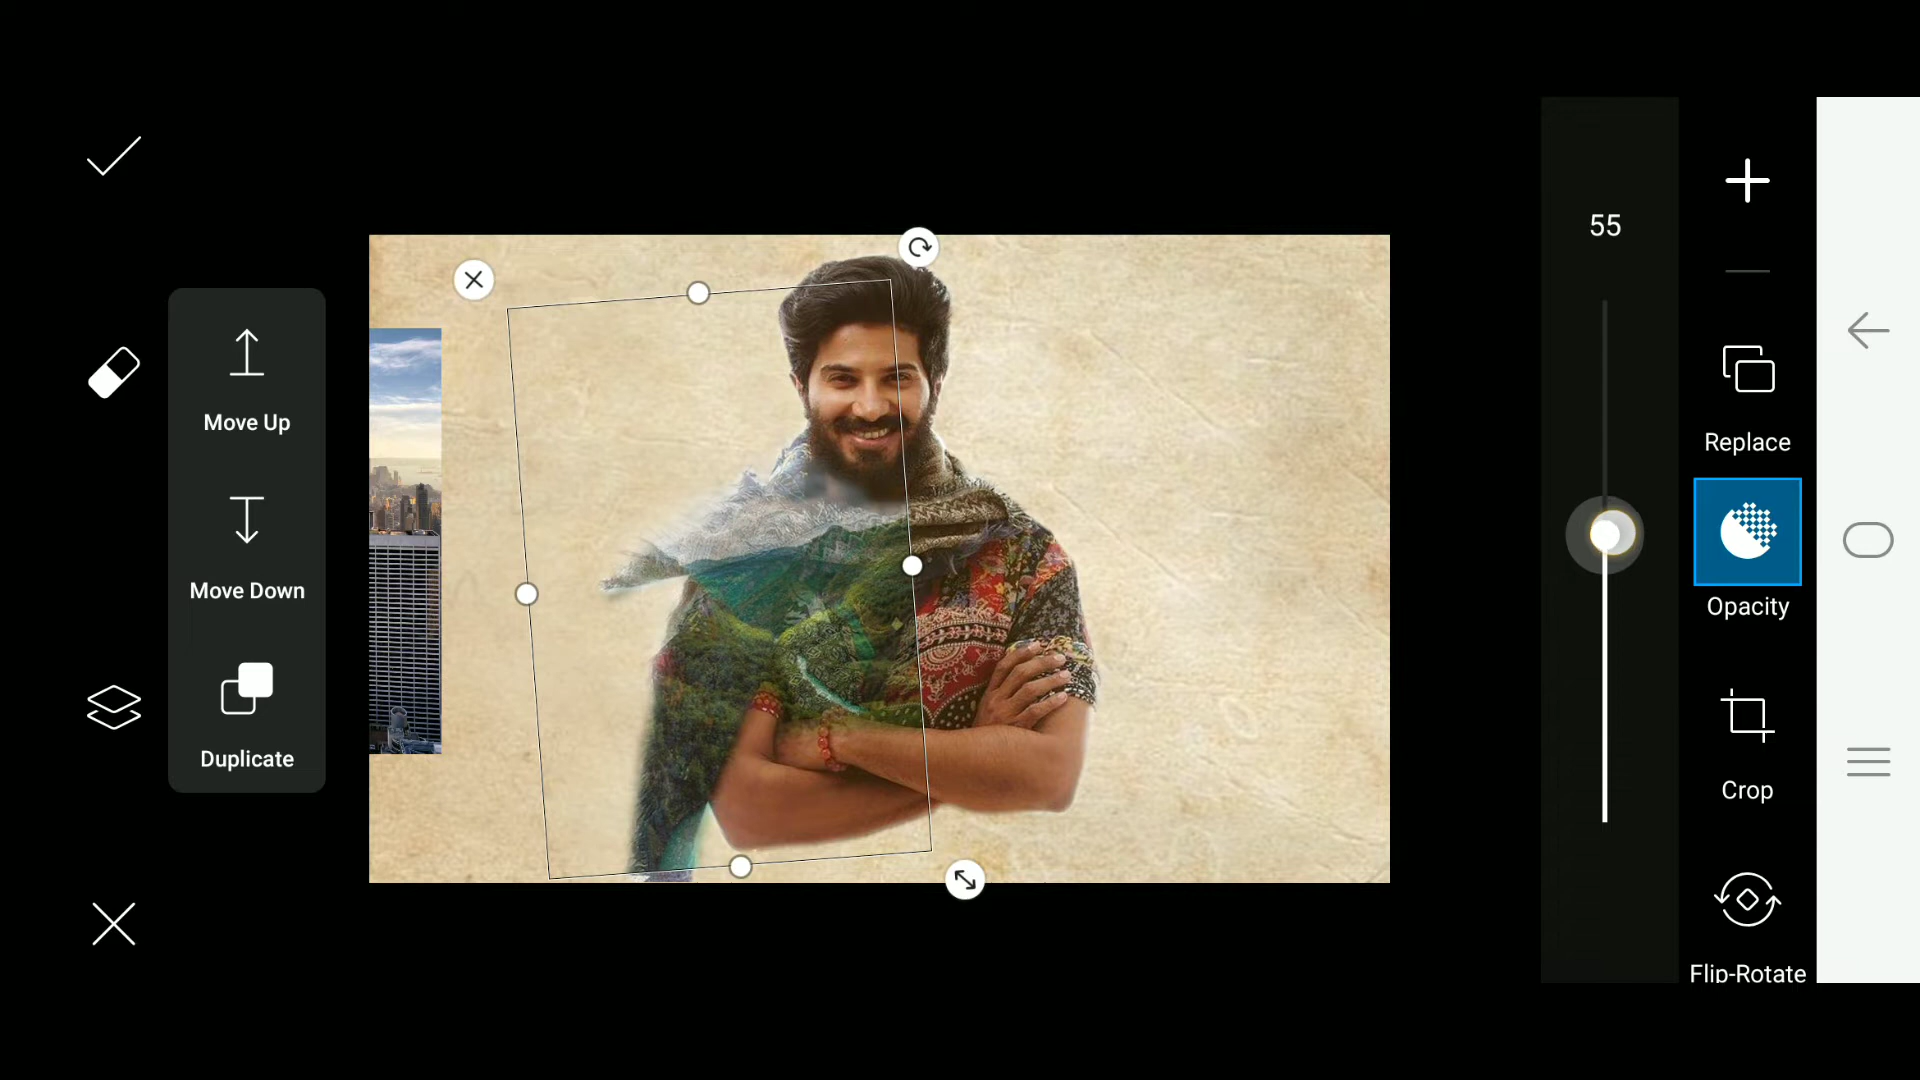 Move Up
Move Down
Duplicate
55
Replace
Opacity
Crop
Flip-Rotate